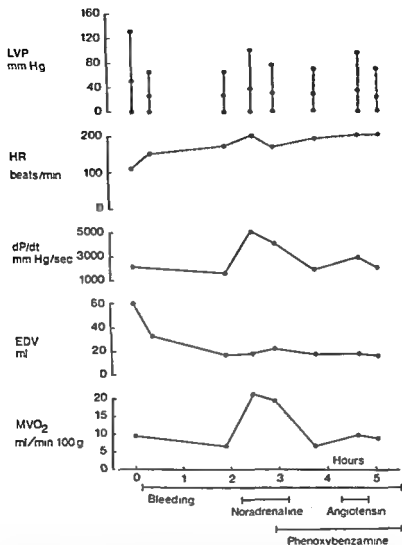 160
LVP
mm Hg
120
80
40
0
200
HR
beats/min
100
0
5000
dP/dt
mm Hg/sec
3000
1000
60
EDV
ml
40
20
0
20
MVO2
ml/min 100g
15
10
5
0
Hours
0 1 2 3 4 5
Bleeding
Noradrenaline Angiotensin
Phenoxybenzamine